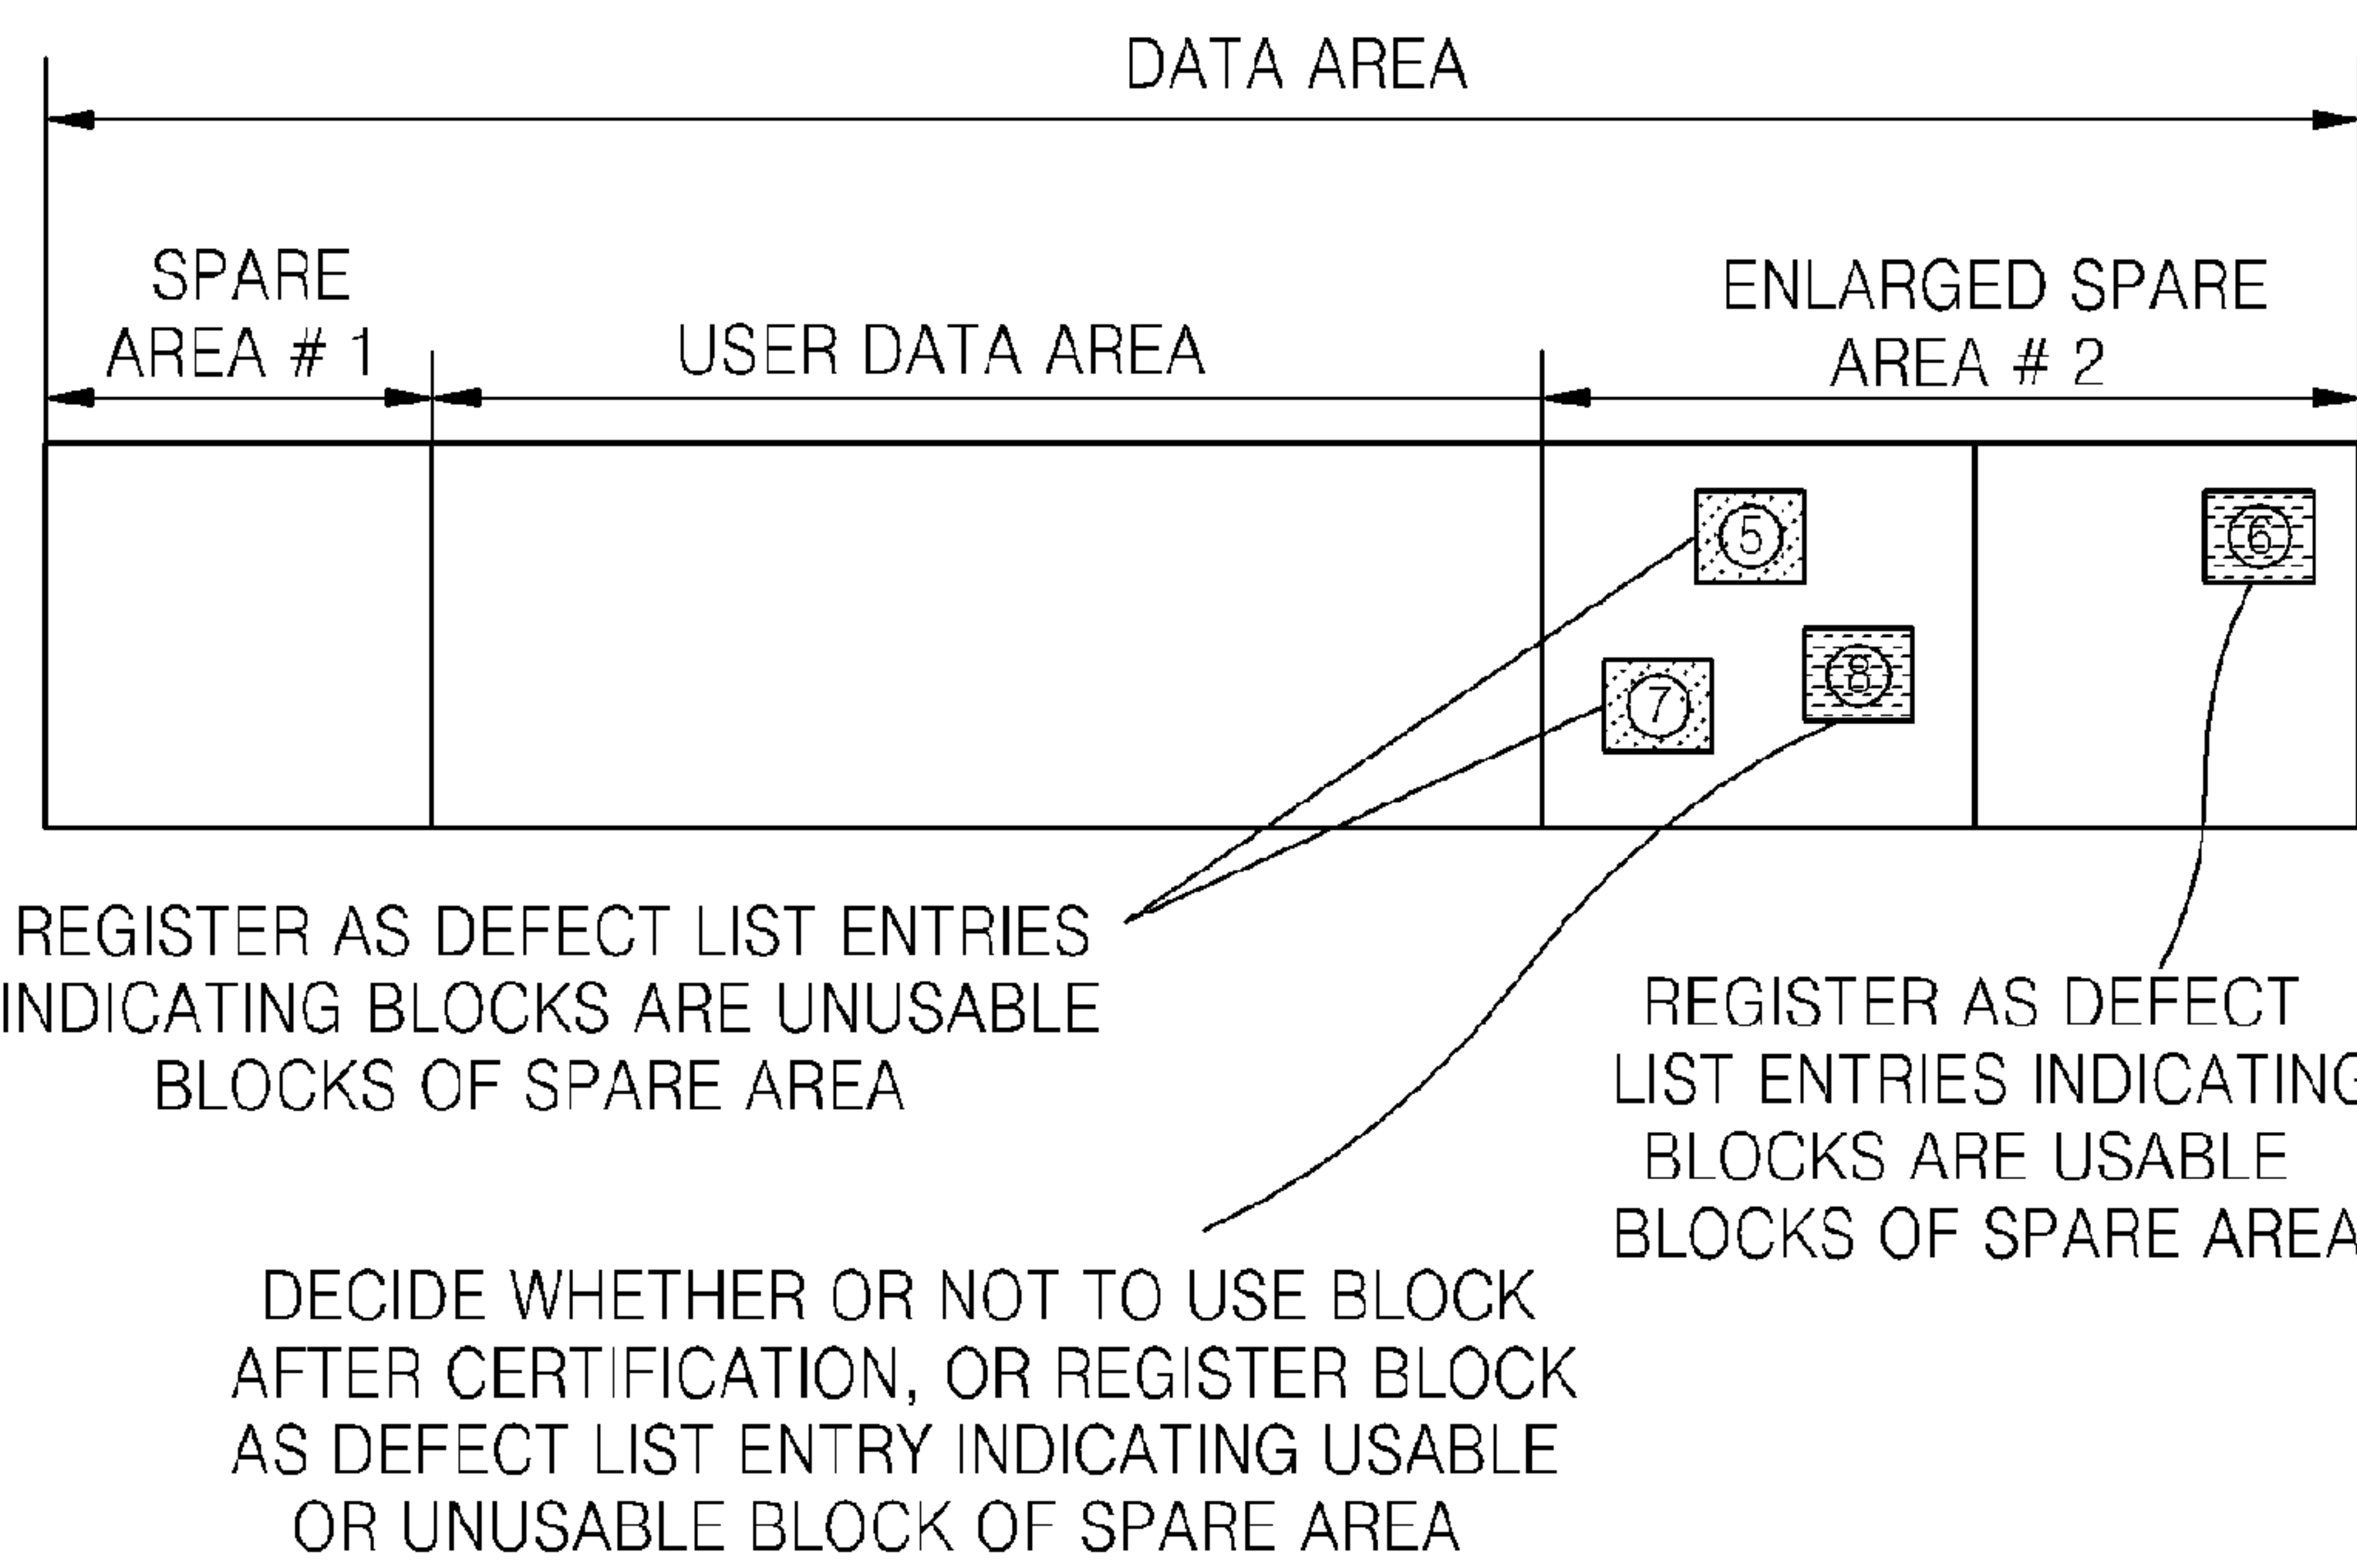 DATA AREA
SPARE
AREA # 1
USER DATA AREA
ENLARGED SPARE
AREA # 2
5
6
7
8
REGISTER AS DEFECT LIST ENTRIES
INDICATING BLOCKS ARE UNUSABLE
BLOCKS OF SPARE AREA
REGISTER AS DEFECT
LIST ENTRIES INDICATING
BLOCKS ARE USABLE
BLOCKS OF SPARE AREA
DECIDE WHETHER OR NOT TO USE BLOCK
AFTER CERTIFICATION, OR REGISTER BLOCK
AS DEFECT LIST ENTRY INDICATING USABLE
OR UNUSABLE BLOCK OF SPARE AREA